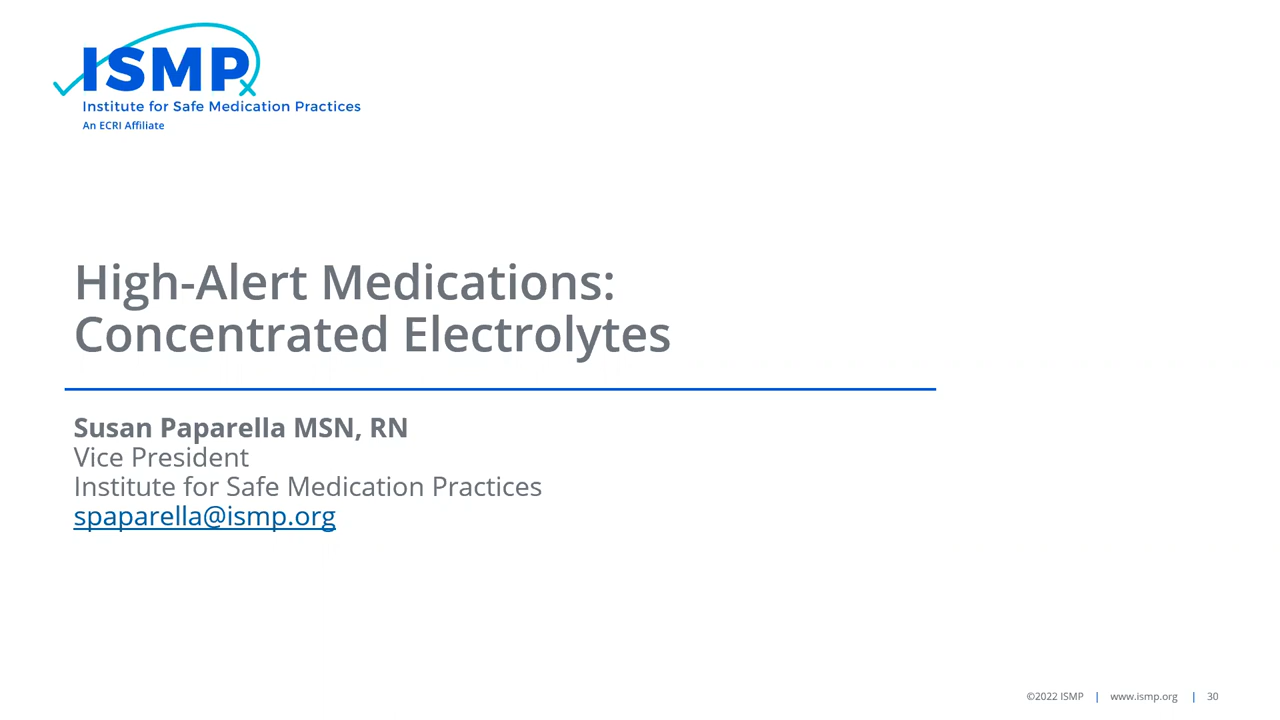 ISMP
Institute for Safe Medication Practices
An ECRI Affiliate
High-Alert Medications:
Concentrated Electrolytes
Susan Paparella MSN, RN
Vice President
Institute for Safe Medication Practices
spaparella@ismp.org
©2022 ISMP | www.ismp.org | 30